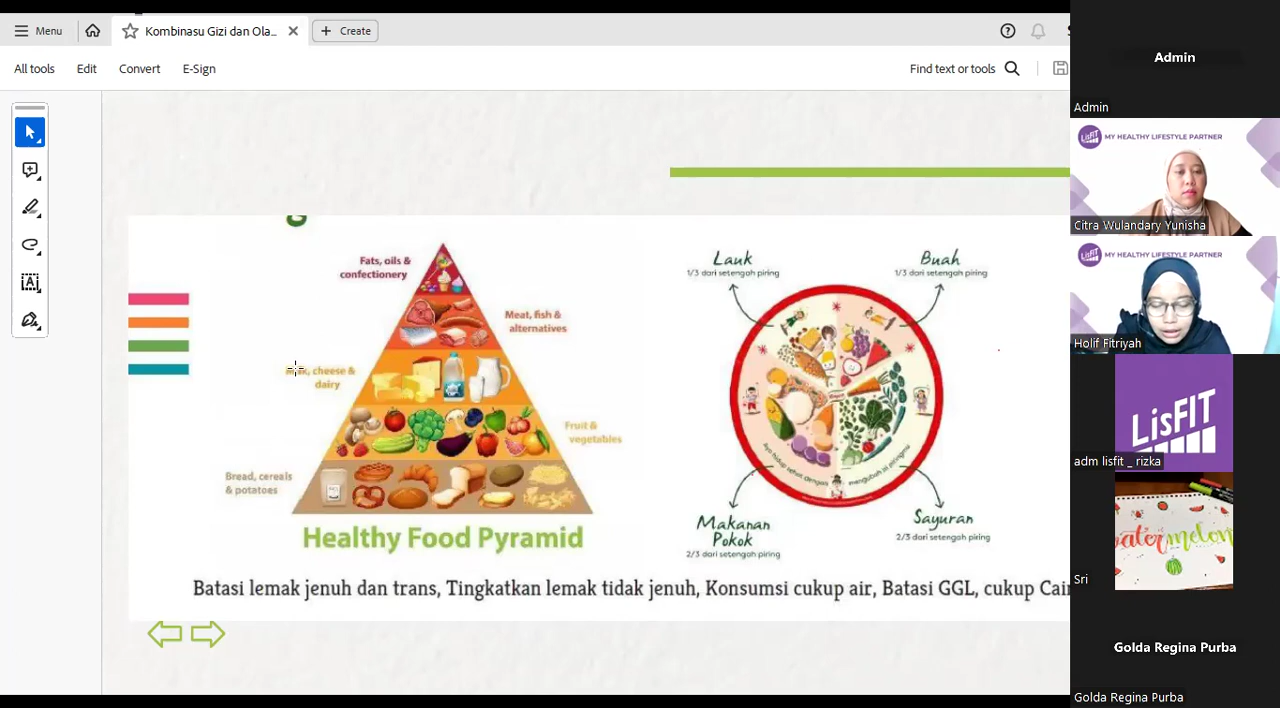 Menu
Kombinasu Gizi dan Ola...
Create
All tools
Edit
Convert
E-Sign
Find text or tools
Fats, oils &
confectionery
Meat, fish &
alternatives
cheese &
dairy
Fruit &
vegetables
Bread, cereals
& potatoes
Healthy Food Pyramid
Lauk
1/3 dari setengah piring
Buah
1/3 dari setengah piring
Makanan
Pokok
2/3 dari setengah piring
Sayuran
2/3 dari setengah piring
Batasi lemak jenuh dan trans, Tingkatkan lemak tidak jenuh, Konsumsi cukup air, Batasi GGL, cukup
Admin
Admin
LisFIT
MY HEALTHY LIFESTYLE PARTNER
Citra Wulandary Yunisha
LisFIT
MY HEALTHY LIFESTYLE PARTNER
Holif Fitriyah
LisFIT
adm lisfit _ rizka
watermelon
Sri
Golda Regina Purba
Golda Regina Purba